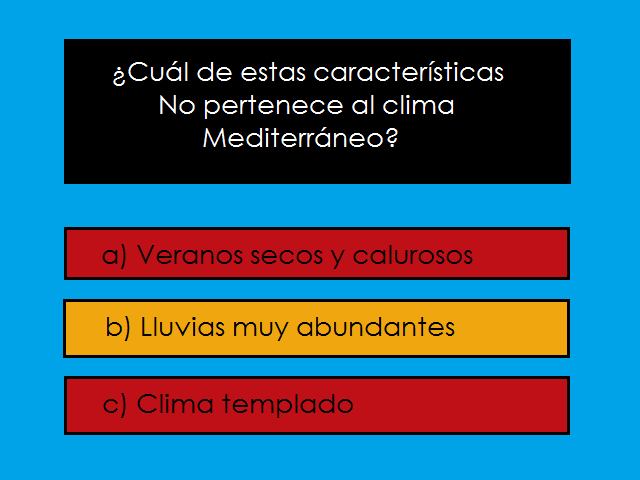 ¿Cuál de estas características
No pertenece al clima
Mediterráneo?
a) Veranos secos y calurosos
b) Lluvias muy abundantes
c) Clima templado